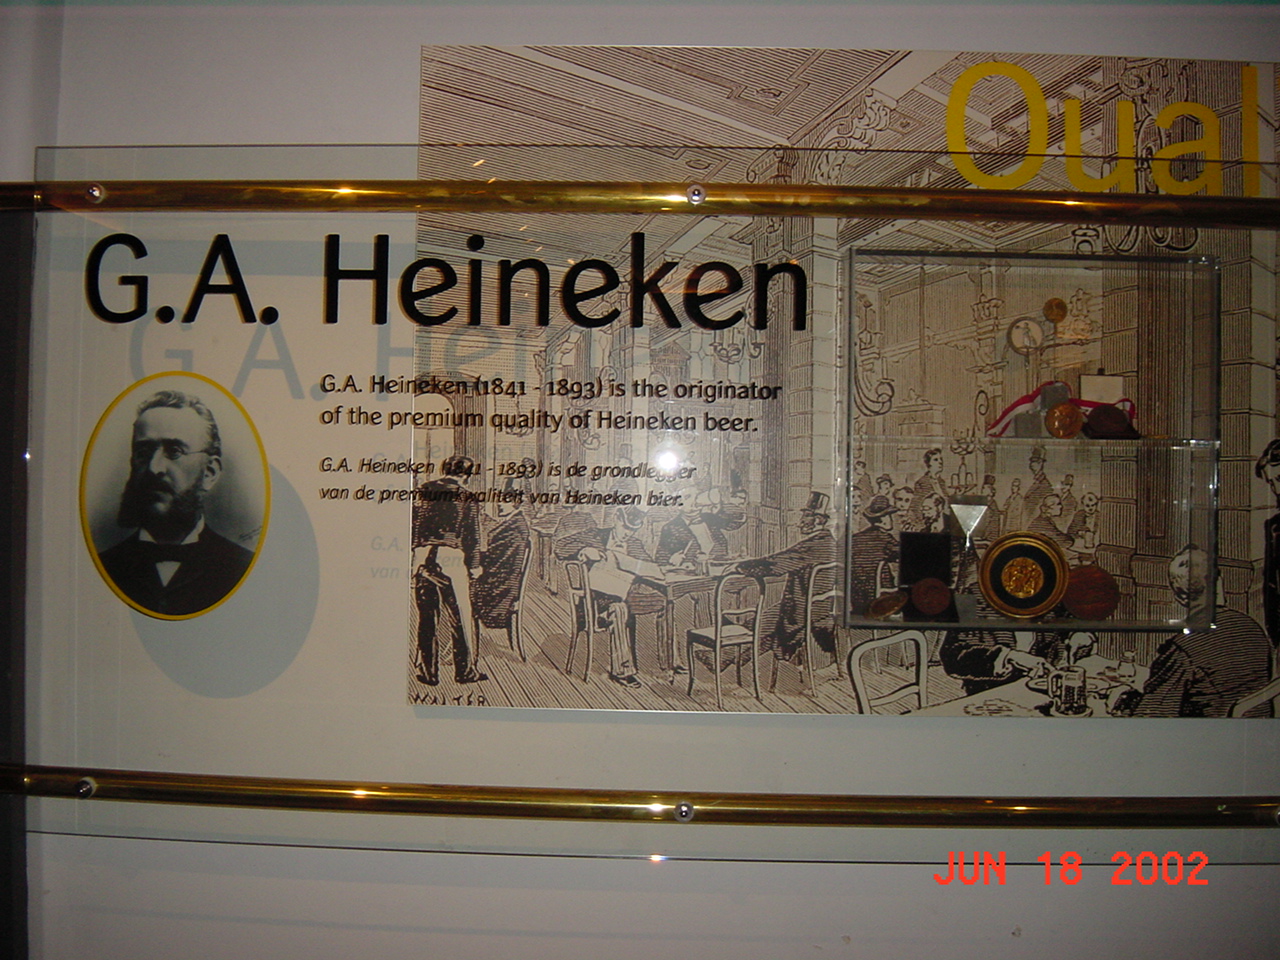 Qual
G.A. Heineken
G.A. Heineken (1841 - 1893) is the originator
of the premium quality of Heineken beer.
G.A. Heineken (1841 - 1893) is de grondlegger
van de premiumkwaliteit van Heineken bier.
JUN 18 2002